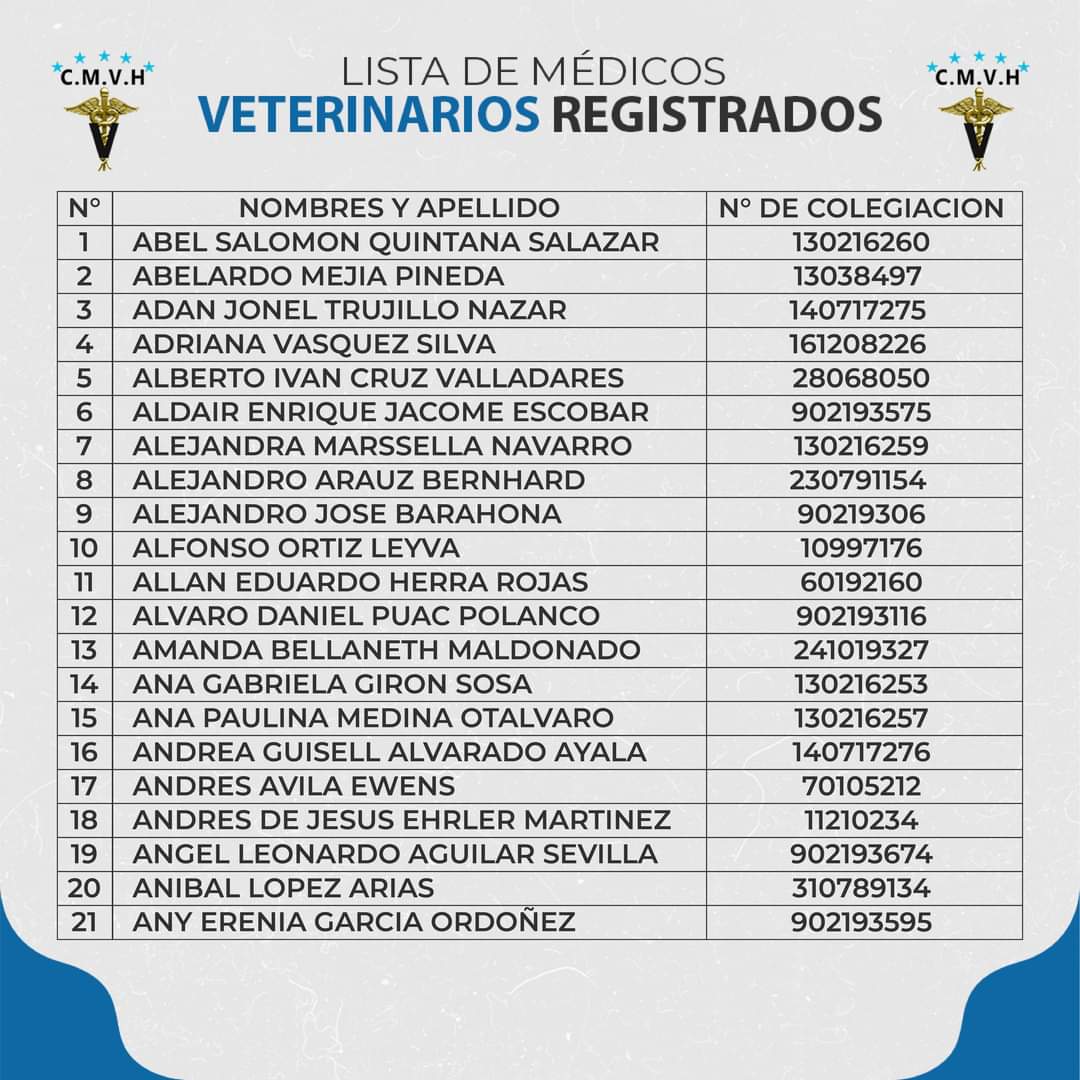 C.M.V.H
LISTA DE MÉDICOS
VETERINARIOS REGISTRADOS
C.M.V.H
N° NOMBRES Y APELLIDO N° DE COLEGIACION
1 ABEL SALOMON QUINTANA SALAZAR 130216260
2 ABELARDO MEJIA PINEDA 13038497
3 ADAN JONEL TRUJILLO NAZAR 140717275
4 ADRIANA VASQUEZ SILVA 161208226
5 ALBERTO IVAN CRUZ VALLADARES 28068050
6 ALDAIR ENRIQUE JACOME ESCOBAR 902193575
7 ALEJANDRA MARSSELLA NAVARRO 130216259
8 ALEJANDRO ARAUZ BERNHARD 230791154
9 ALEJANDRO JOSE BARAHONA 90219306
10 ALFONSO ORTIZ LEYVA 10997176
11 ALLAN EDUARDO HERRA ROJAS 60192160
12 ALVARO DANIEL PUAC POLANCO 902193116
13 AMANDA BELLANETH MALDONADO 241019327
14 ANA GABRIELA GIRON SOSA 130216253
15 ANA PAULINA MEDINA OTALVARO 130216257
16 ANDREA GUISELL ALVARADO AYALA 140717276
17 ANDRES AVILA EWENS 70105212
18 ANDRES DE JESUS EHRLER MARTINEZ 11210234
19 ANGEL LEONARDO AGUILAR SEVILLA 902193674
20 ANIBAL LOPEZ ARIAS 310789134
21 ANY ERENIA GARCIA ORDOÑEZ 902193595